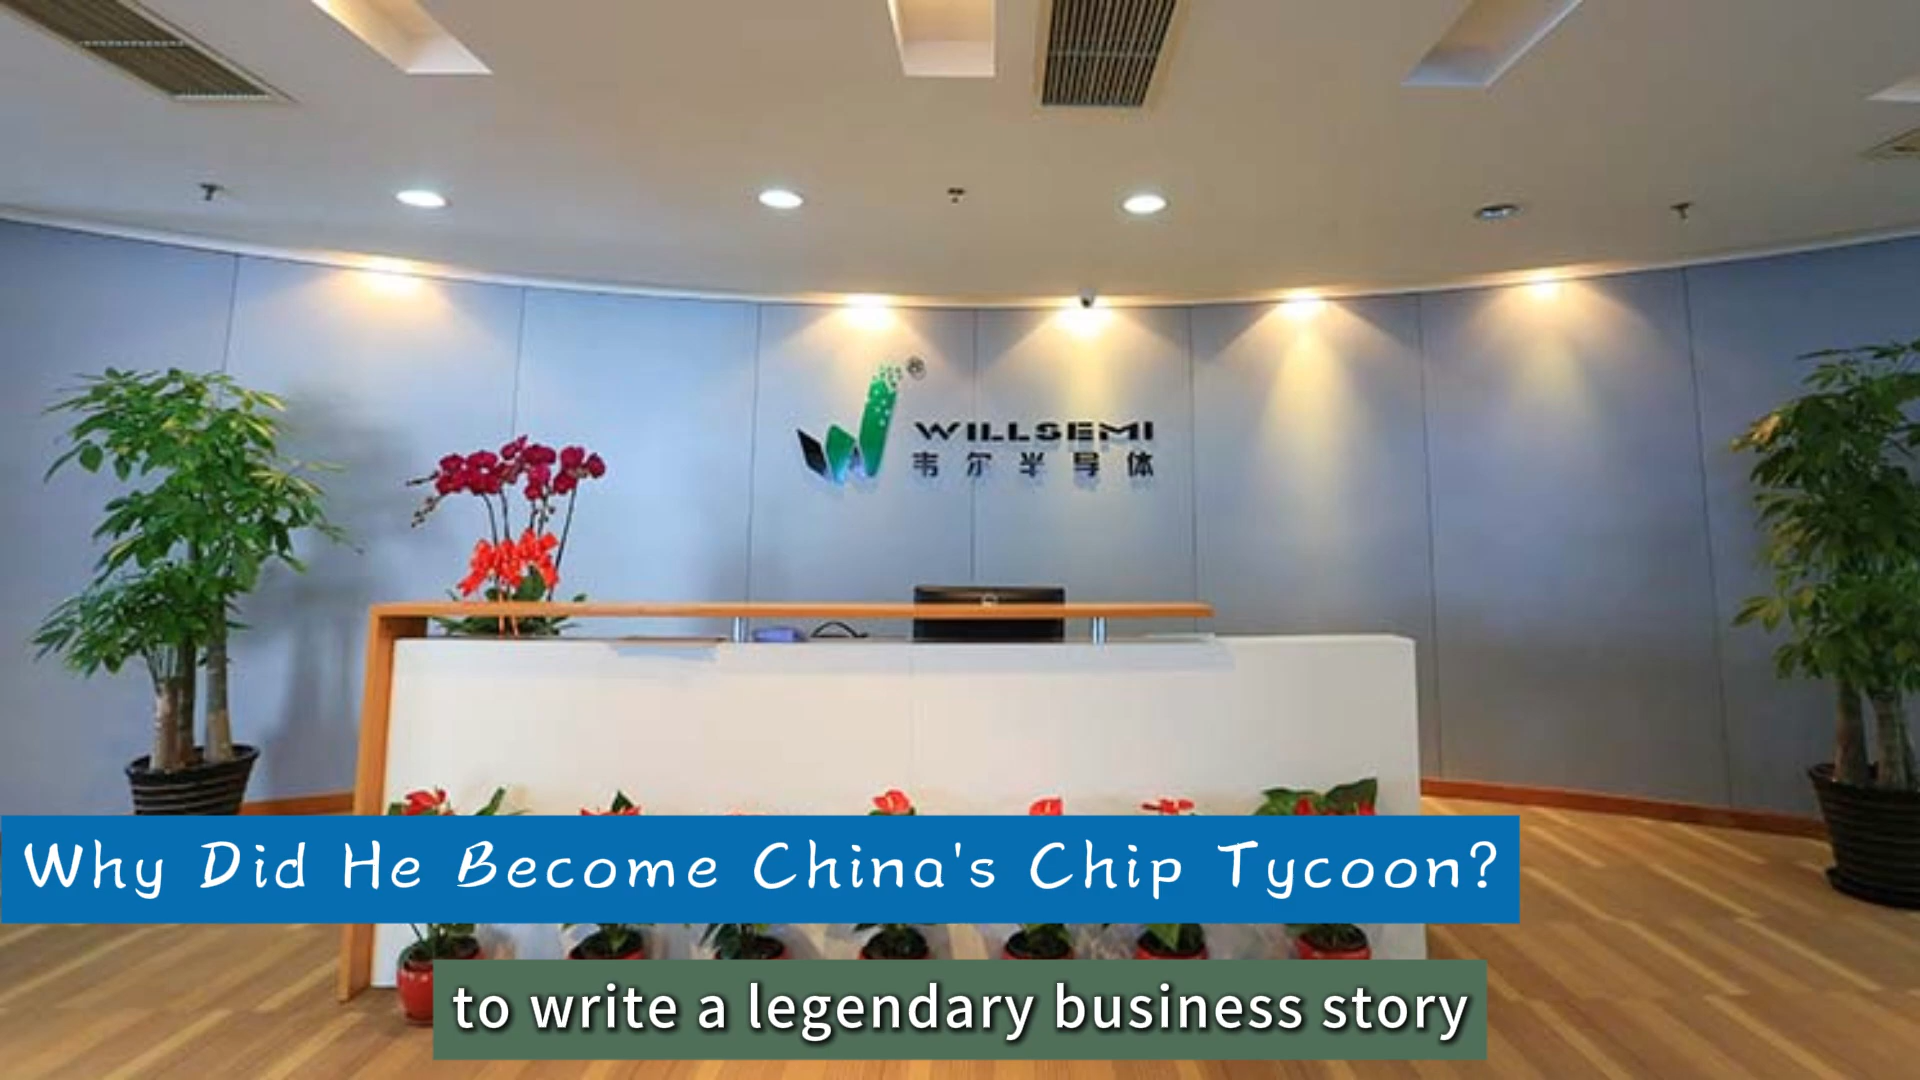 WILLSEMI
韦尔半导体
Why Did He Become China's Chip Tycoon?
to write a legendary business story